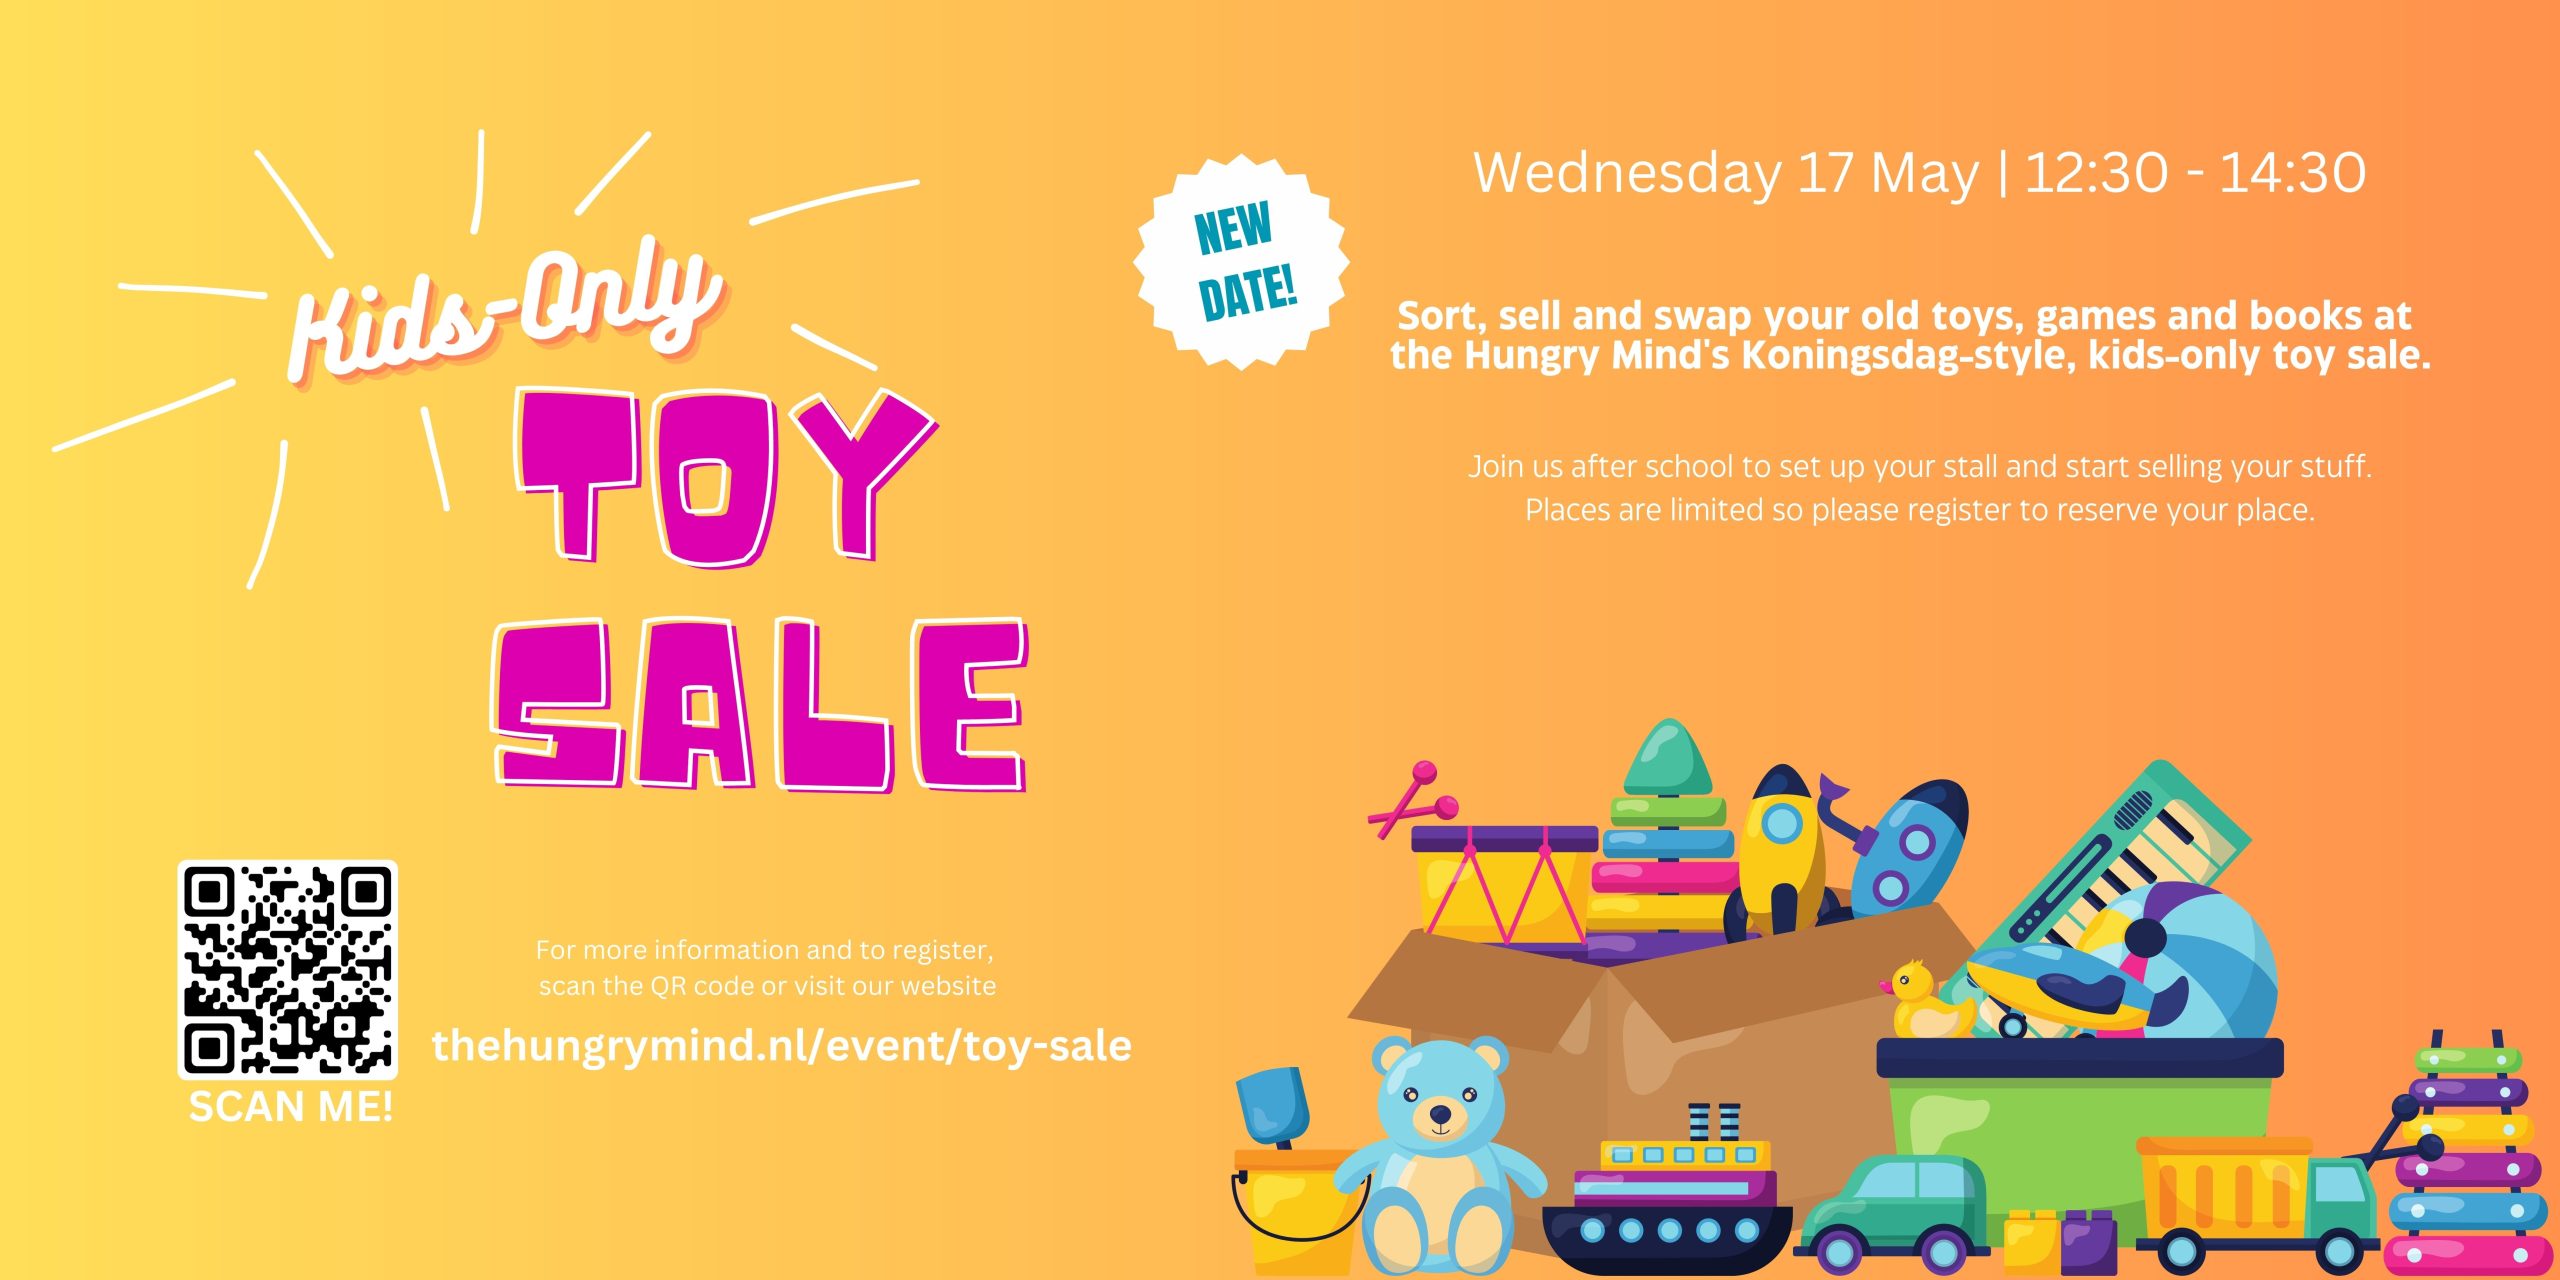 Kids-Only
TOY
SALE
SCAN ME!
For more information and to register,
scan the QR code or visit our website
thehungrymind.nl/event/toy-sale
NEW
DATE!
Wednesday 17 May | 12:30 - 14:30
Sort, sell and swap your old toys, games and books at
the Hungry Mind's Koningsdag-style, kids-only toy sale.
Join us after school to set up your stall and start selling your stuff.
Places are limited so please register to reserve your place.